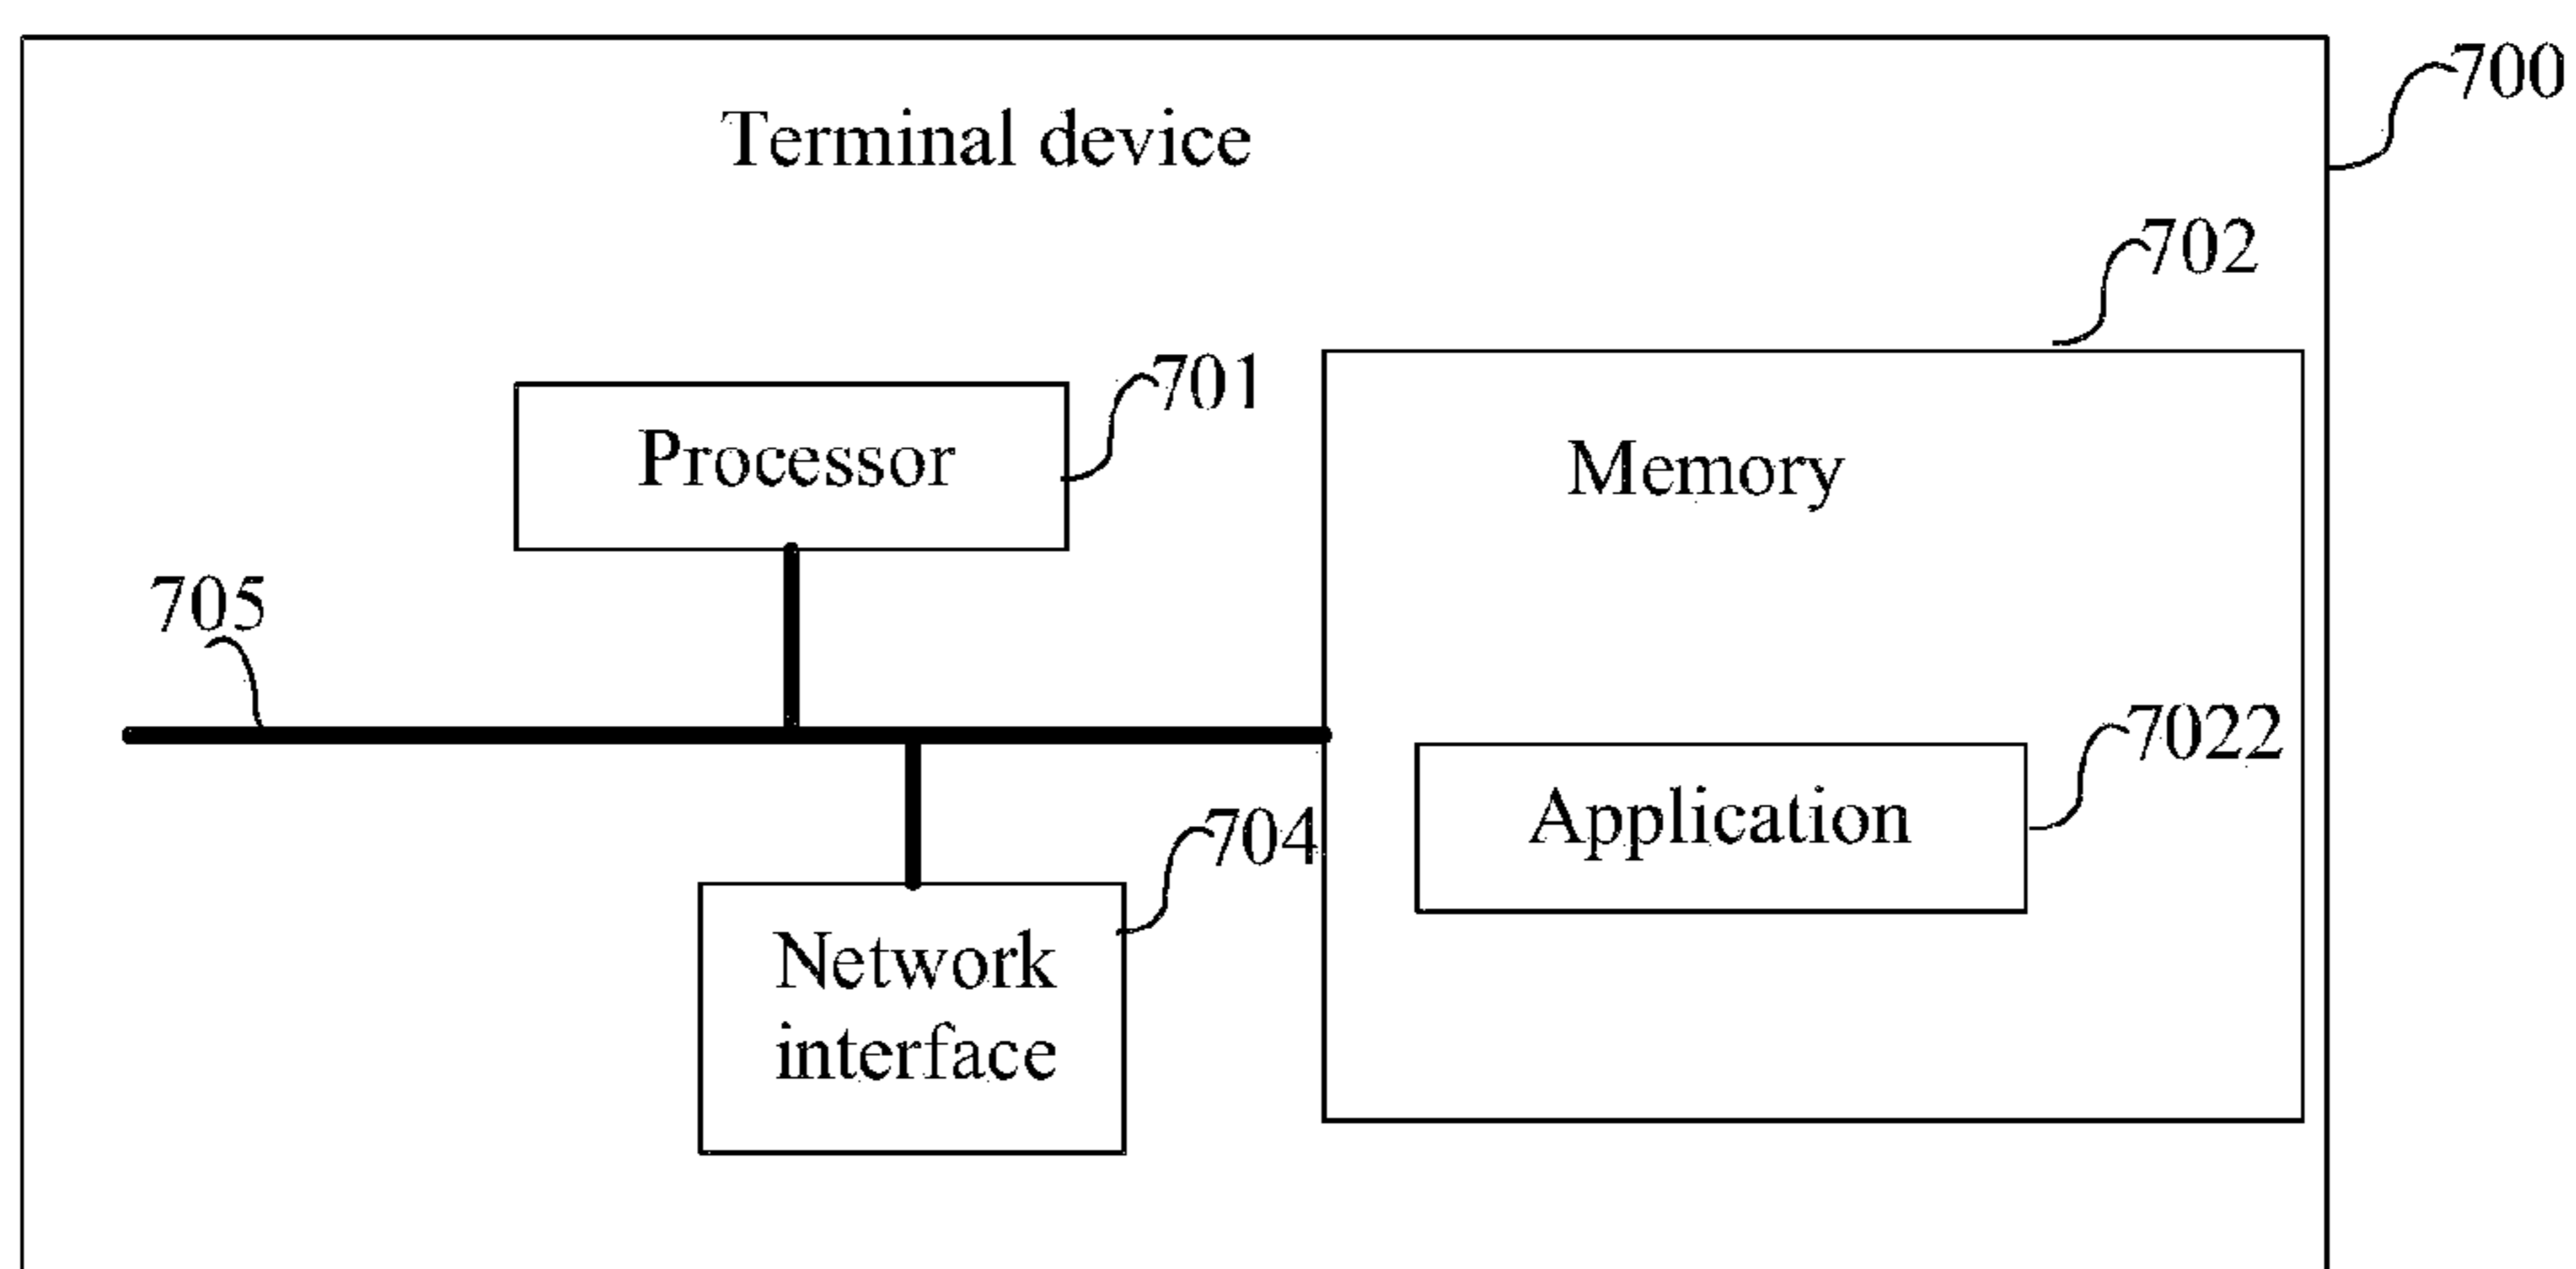 700
Terminal device
702
701
Processor
Memory
705
7022
704
Application
Network
interface